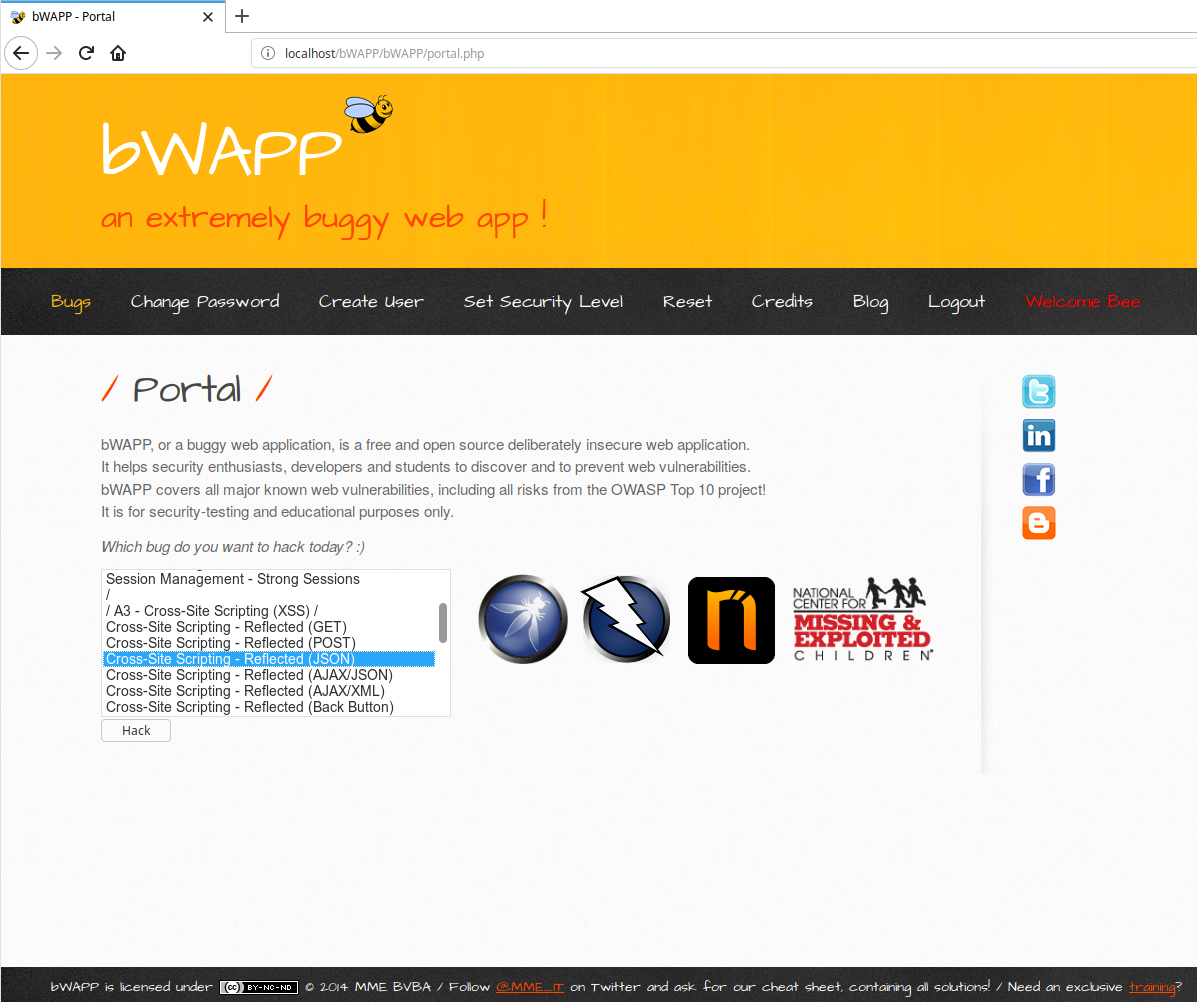 bWAPP - Portal
localhost/bWAPP/bWAPP/portal.php
bWAPP
an extremely buggy web app !
Bugs Change Password Create User Set Security Level Reset Credits Blog Logout Welcome Bee
/ Portal /
bWAPP, or a buggy web application, is a free and open source deliberately insecure web application.
It helps security enthusiasts, developers and students to discover and to prevent web vulnerabilities.
bWAPP covers all major known web vulnerabilities, including all risks from the OWASP Top 10 project!
It is for security-testing and educational purposes only.
Which bug do you want to hack today? :)
Session Management - Strong Sessions
/
/ A3 - Cross-Site Scripting (XSS) /
Cross-Site Scripting - Reflected (GET)
Cross-Site Scripting - Reflected (POST)
Cross-Site Scripting - Reflected (JSON)
Cross-Site Scripting - Reflected (AJAX/JSON)
Cross-Site Scripting - Reflected (AJAX/XML)
Cross-Site Scripting - Reflected (Back Button)
Hack
NATIONAL
CENTER FOR
MISSING &
EXPLOITED
CHILDREN®
bWAPP is licensed under (cc) BY-NC-ND © 2014 MME BVBA / Follow @MME_IT on Twitter and ask for our cheat sheet, containing all solutions! / Need an exclusive training?